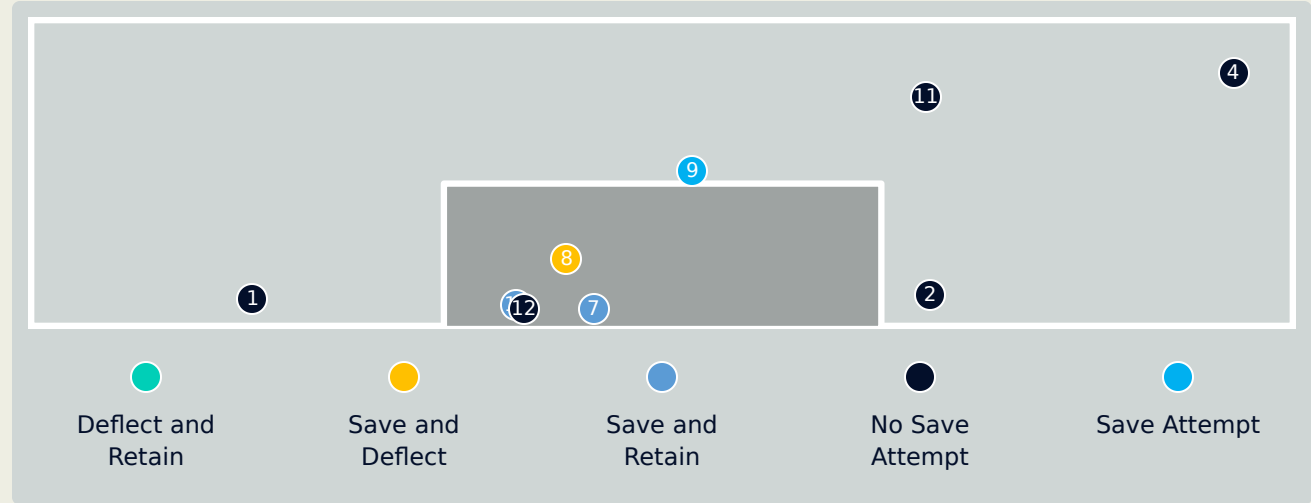 4
11
9
8
1
12
7
2
Deflect and
Retain
Save and
Deflect
Save and
Retain
No Save
Attempt
Save Attempt